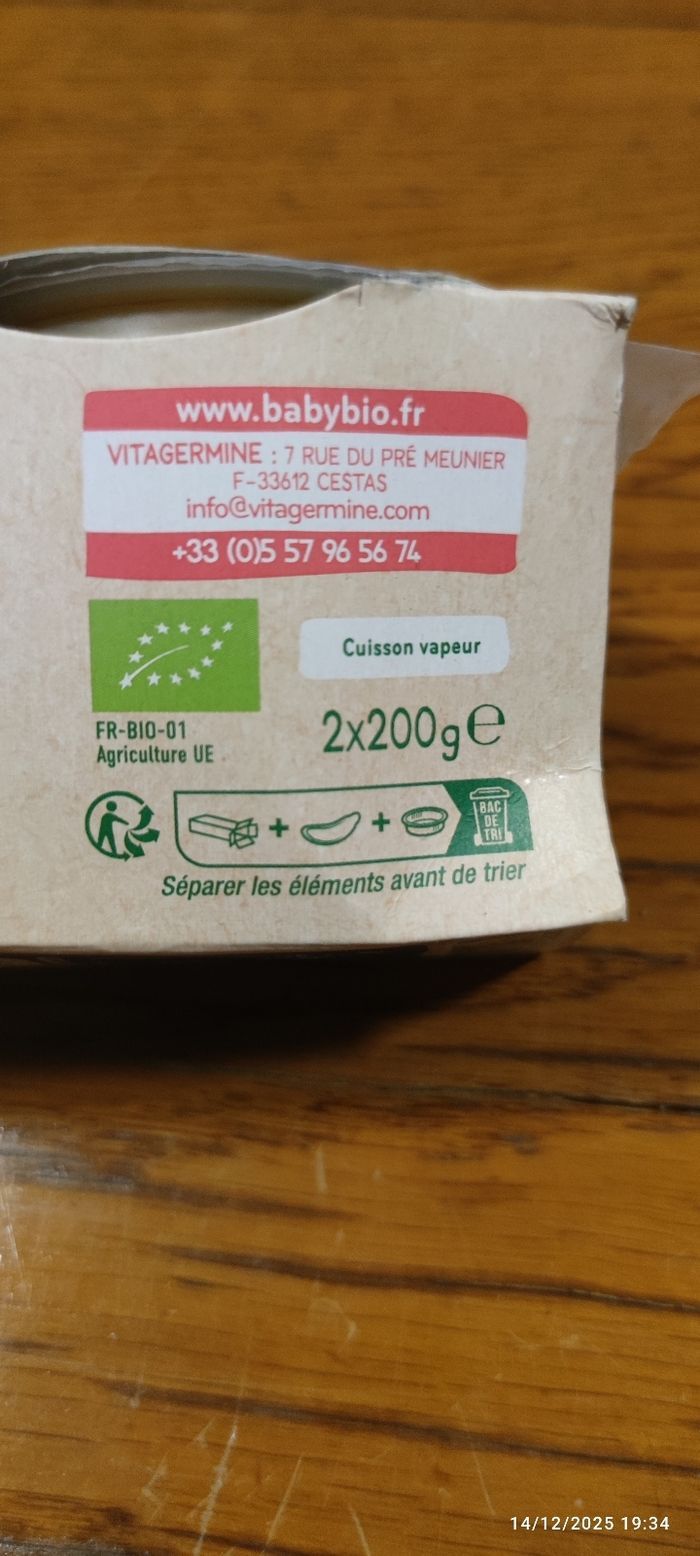 www.babybio.fr
VITAGERMINE : 7 RUE DU PRÉ MEUNIER
F-33612 CESTAS
info@vitagermine.com
+33 (0)5 57 96 56 74
Cuisson vapeur
FR-BIO-01
Agriculture UE
2x200g℮
+ +
BAC
DE
TRI
Séparer les éléments avant de trier
14/12/2025 19:34